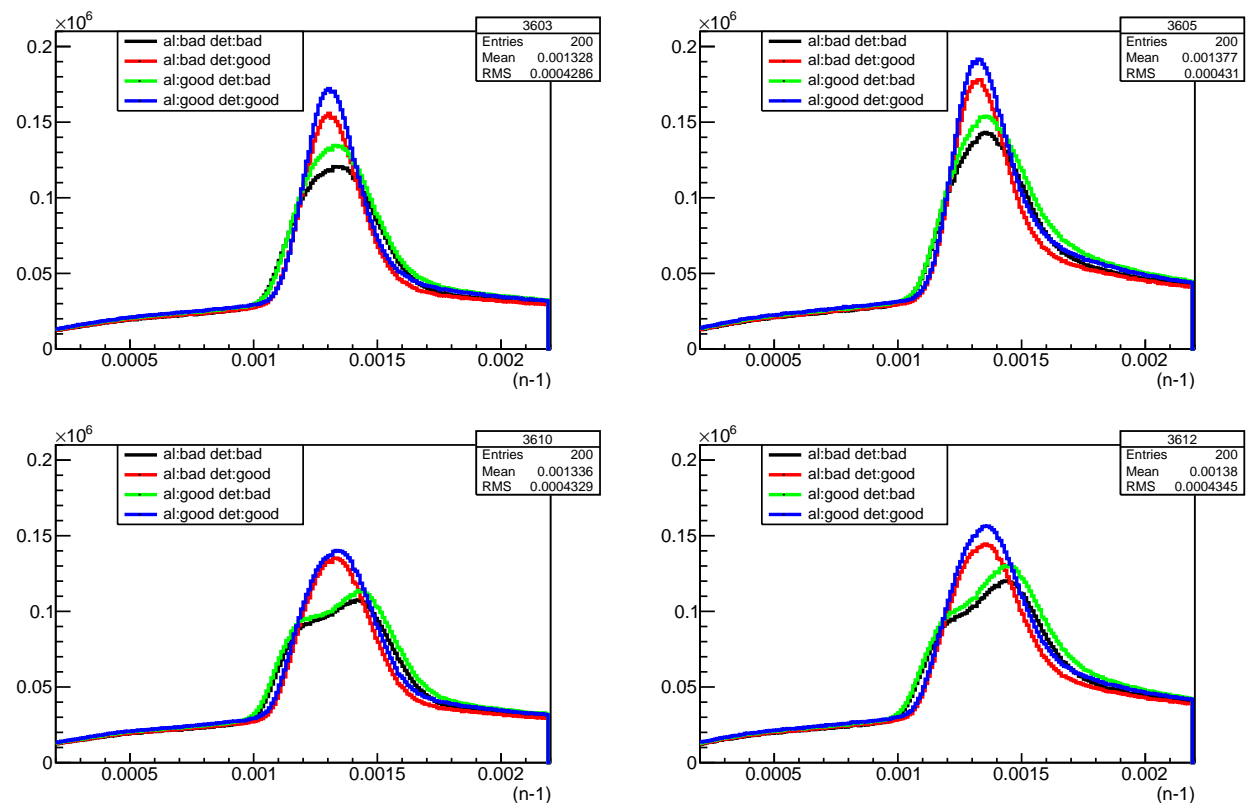 ×10⁶
3603
Entries 200
Mean 0.001328
RMS 0.0004286
al:bad det:bad
al:bad det:good
al:good det:bad
al:good det:good
0.2
0.15
0.1
0.05
0
0.0005 0.001 0.0015 0.002
(n-1)
×10⁶
3605
Entries 200
Mean 0.001377
RMS 0.000431
al:bad det:bad
al:bad det:good
al:good det:bad
al:good det:good
0.2
0.15
0.1
0.05
0
0.0005 0.001 0.0015 0.002
(n-1)
×10⁶
3610
Entries 200
Mean 0.001336
RMS 0.0004329
al:bad det:bad
al:bad det:good
al:good det:bad
al:good det:good
0.2
0.15
0.1
0.05
0
0.0005 0.001 0.0015 0.002
(n-1)
×10⁶
3612
Entries 200
Mean 0.00138
RMS 0.0004345
al:bad det:bad
al:bad det:good
al:good det:bad
al:good det:good
0.2
0.15
0.1
0.05
0
0.0005 0.001 0.0015 0.002
(n-1)